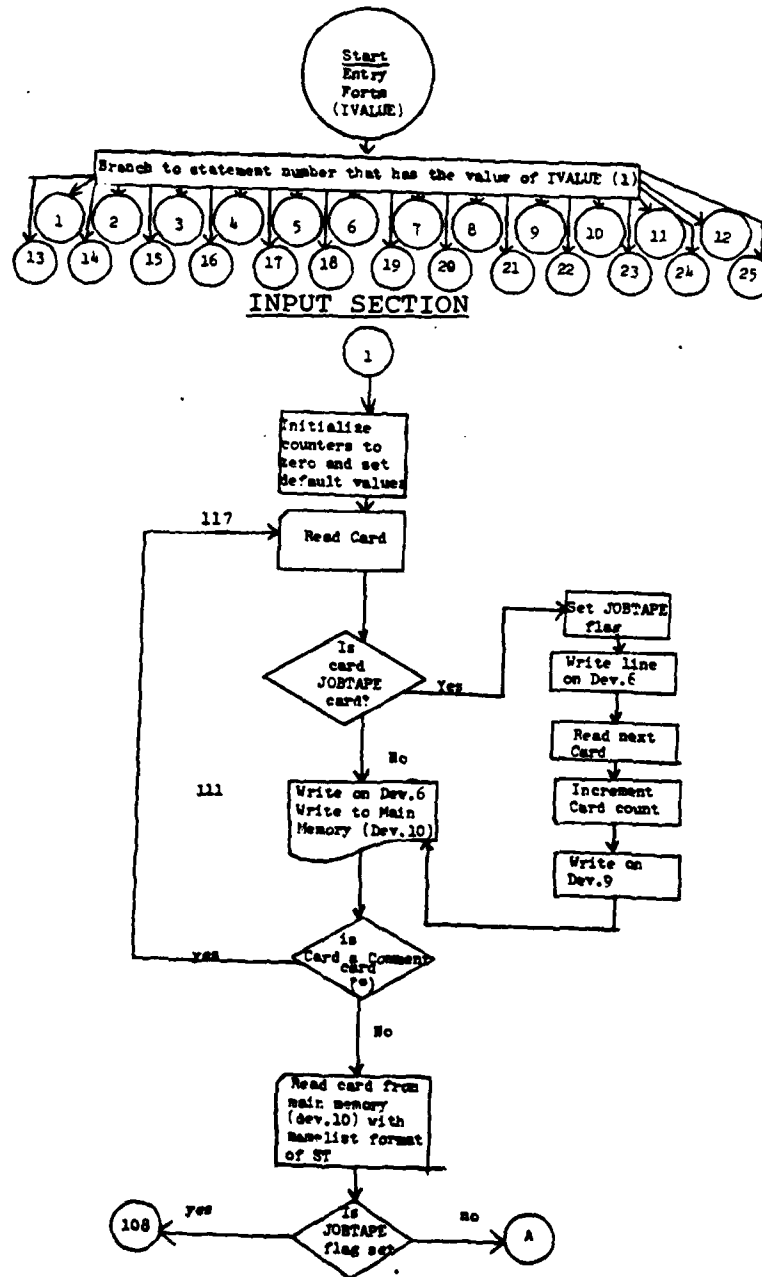 Start
Entry
Forts
(IVALUE)
Branch to statement number that has the value of IVALUE (1)
1 2 3 4 5 6 7 8 9 10 11 12
13 14 15 16 17 18 19 20 21 22 23 24 25
INPUT SECTION
1
Initialize
counters to
zero and set
default values
117
Read Card
Is
card
JOBTAPE
card?
Yes
Set JOBTAPE
flag
Write line
on Dev.6
Read next
Card
Increment
Card count
Write on
Dev.9
No
111
Write on Dev.6
Write to Main
Memory (Dev.10)
is
Card a Comment
card
(*)
yes
No
Read card from
main memory
(dev.10) with
namelist format
of ST
Is
JOBTAPE
flag set
yes
108
no
A